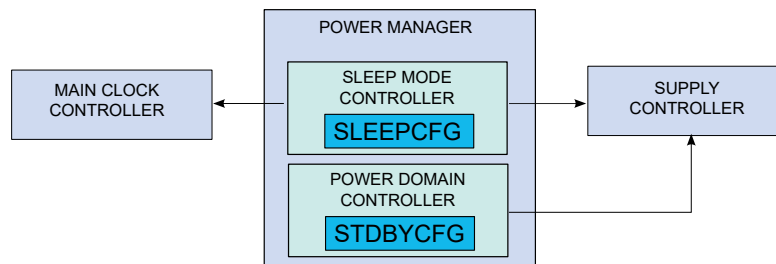 POWER MANAGER
MAIN CLOCK
CONTROLLER
SLEEP MODE
CONTROLLER
SLEEPCFG
SUPPLY
CONTROLLER
POWER DOMAIN
CONTROLLER
STDBYCFG